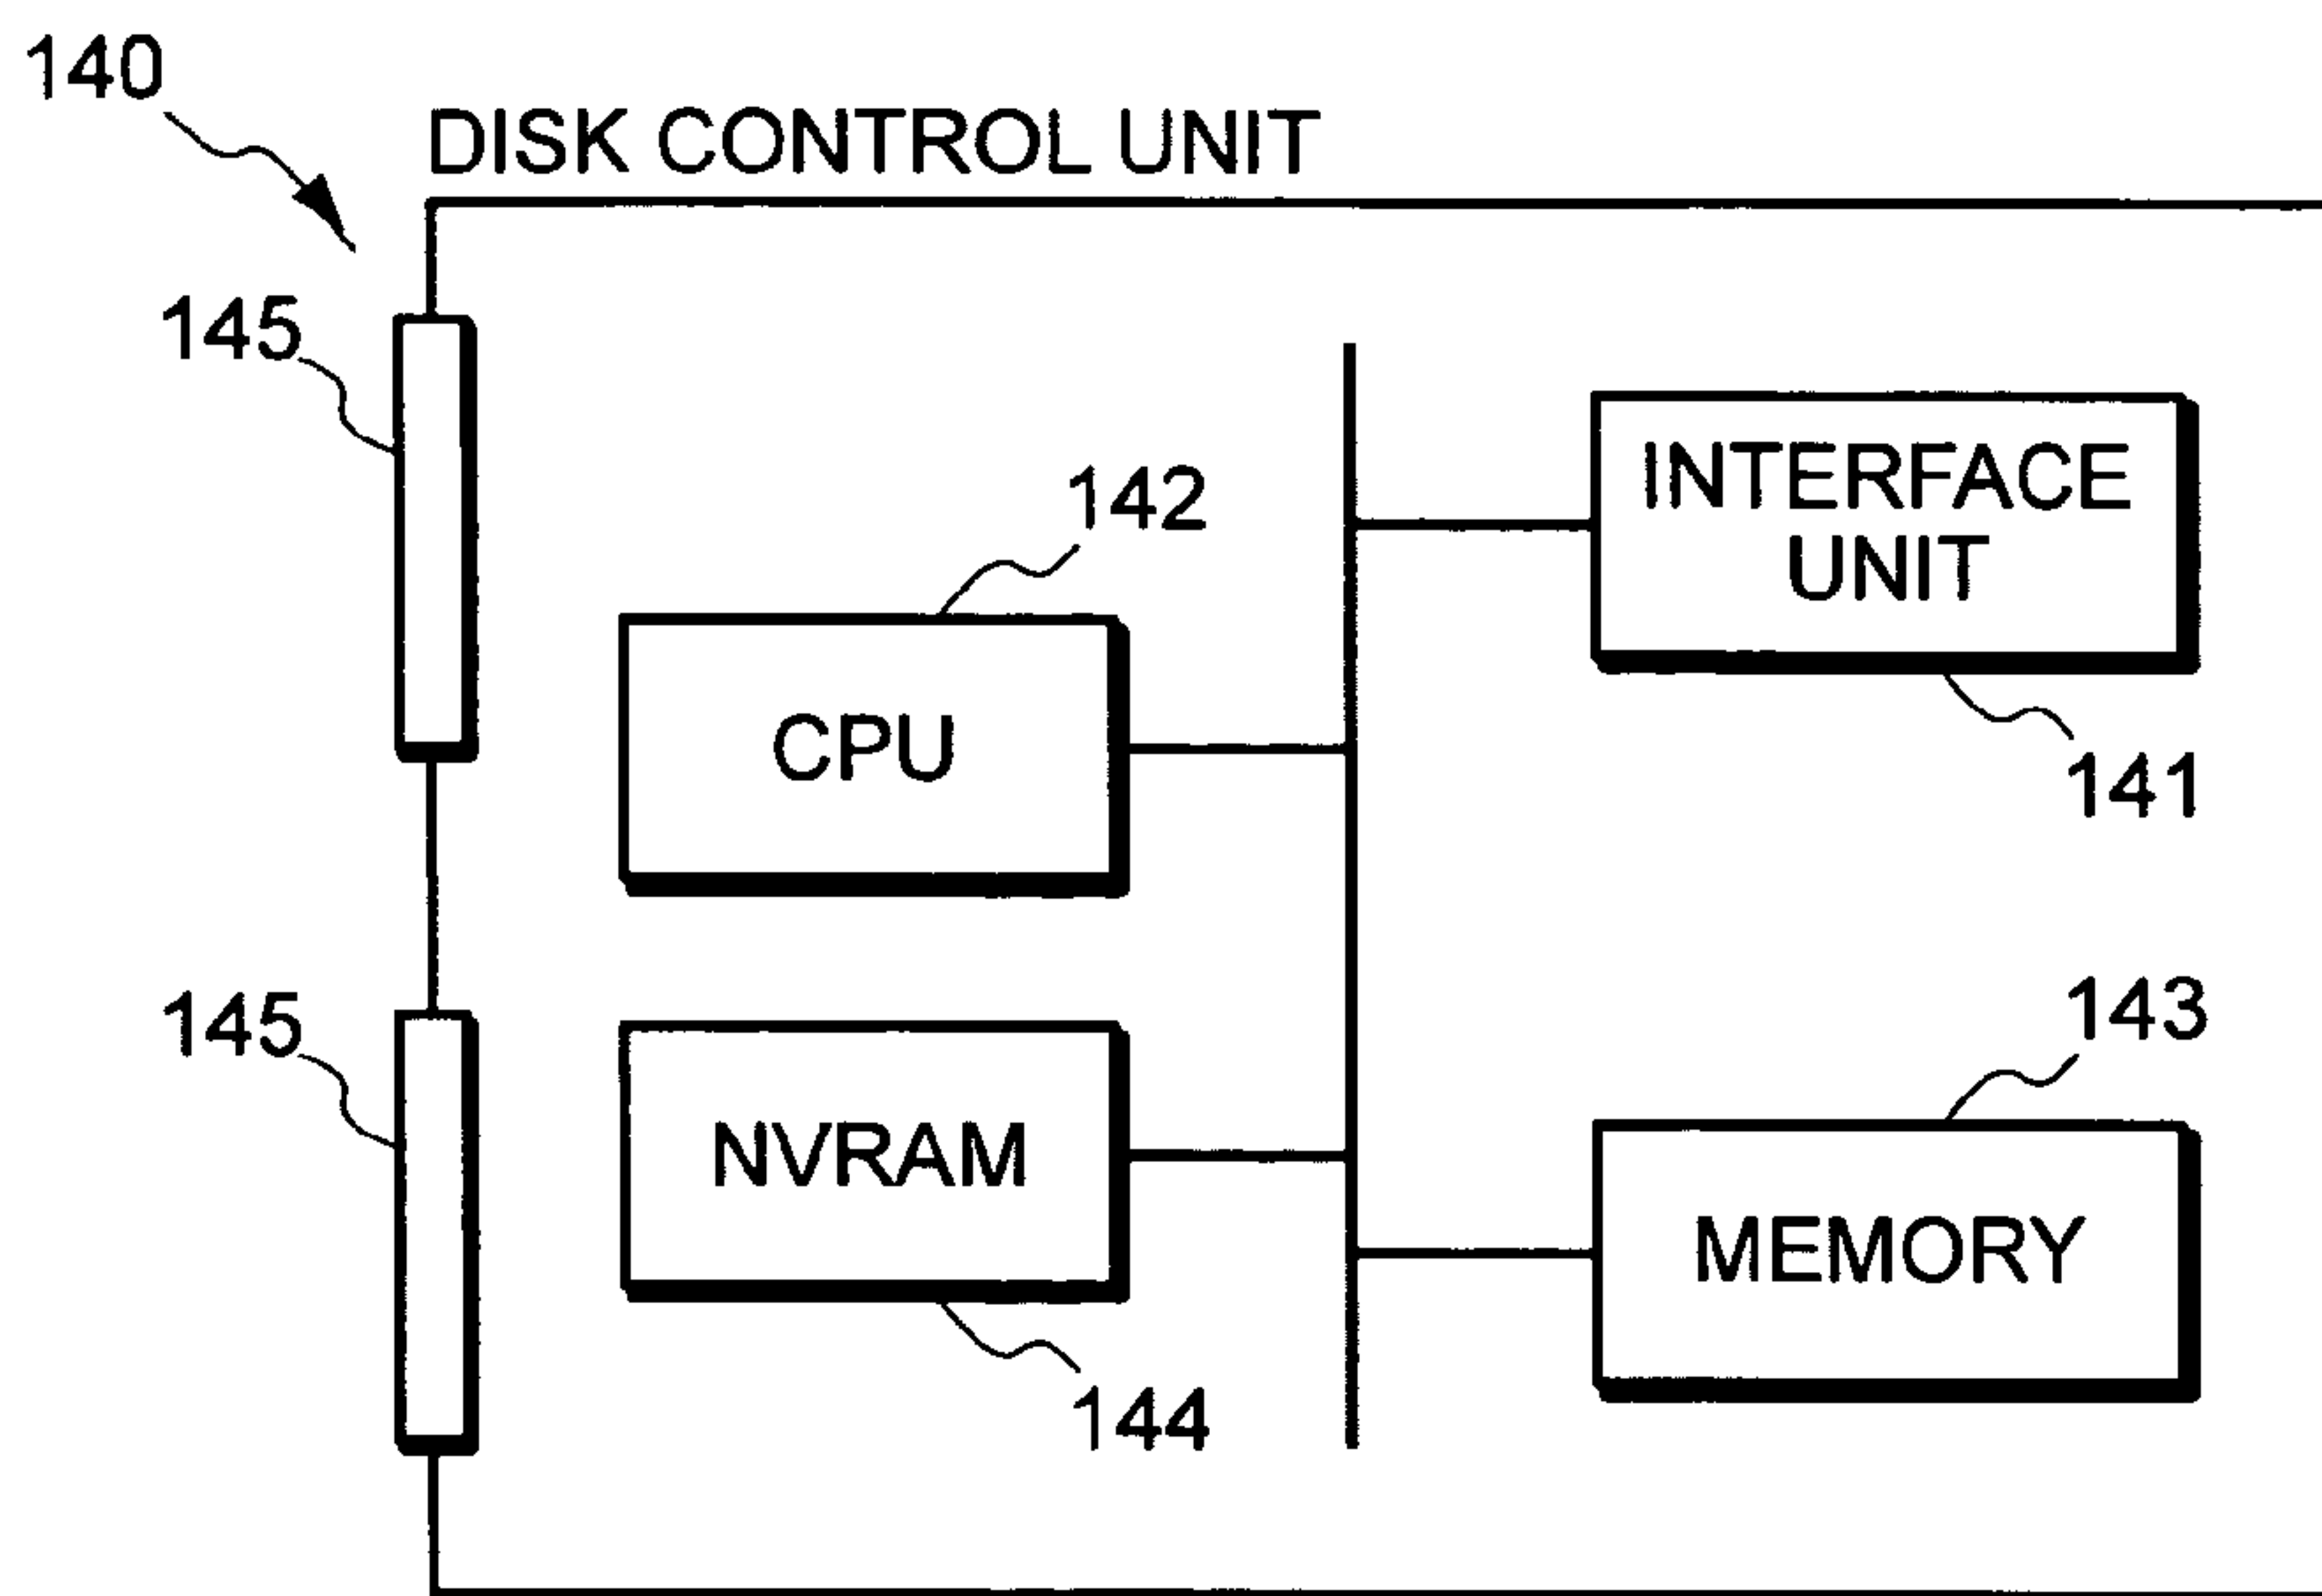 140
DISK CONTROL UNIT
145
INTERFACE
UNIT
142
CPU
141
145
143
NVRAM
MEMORY
144